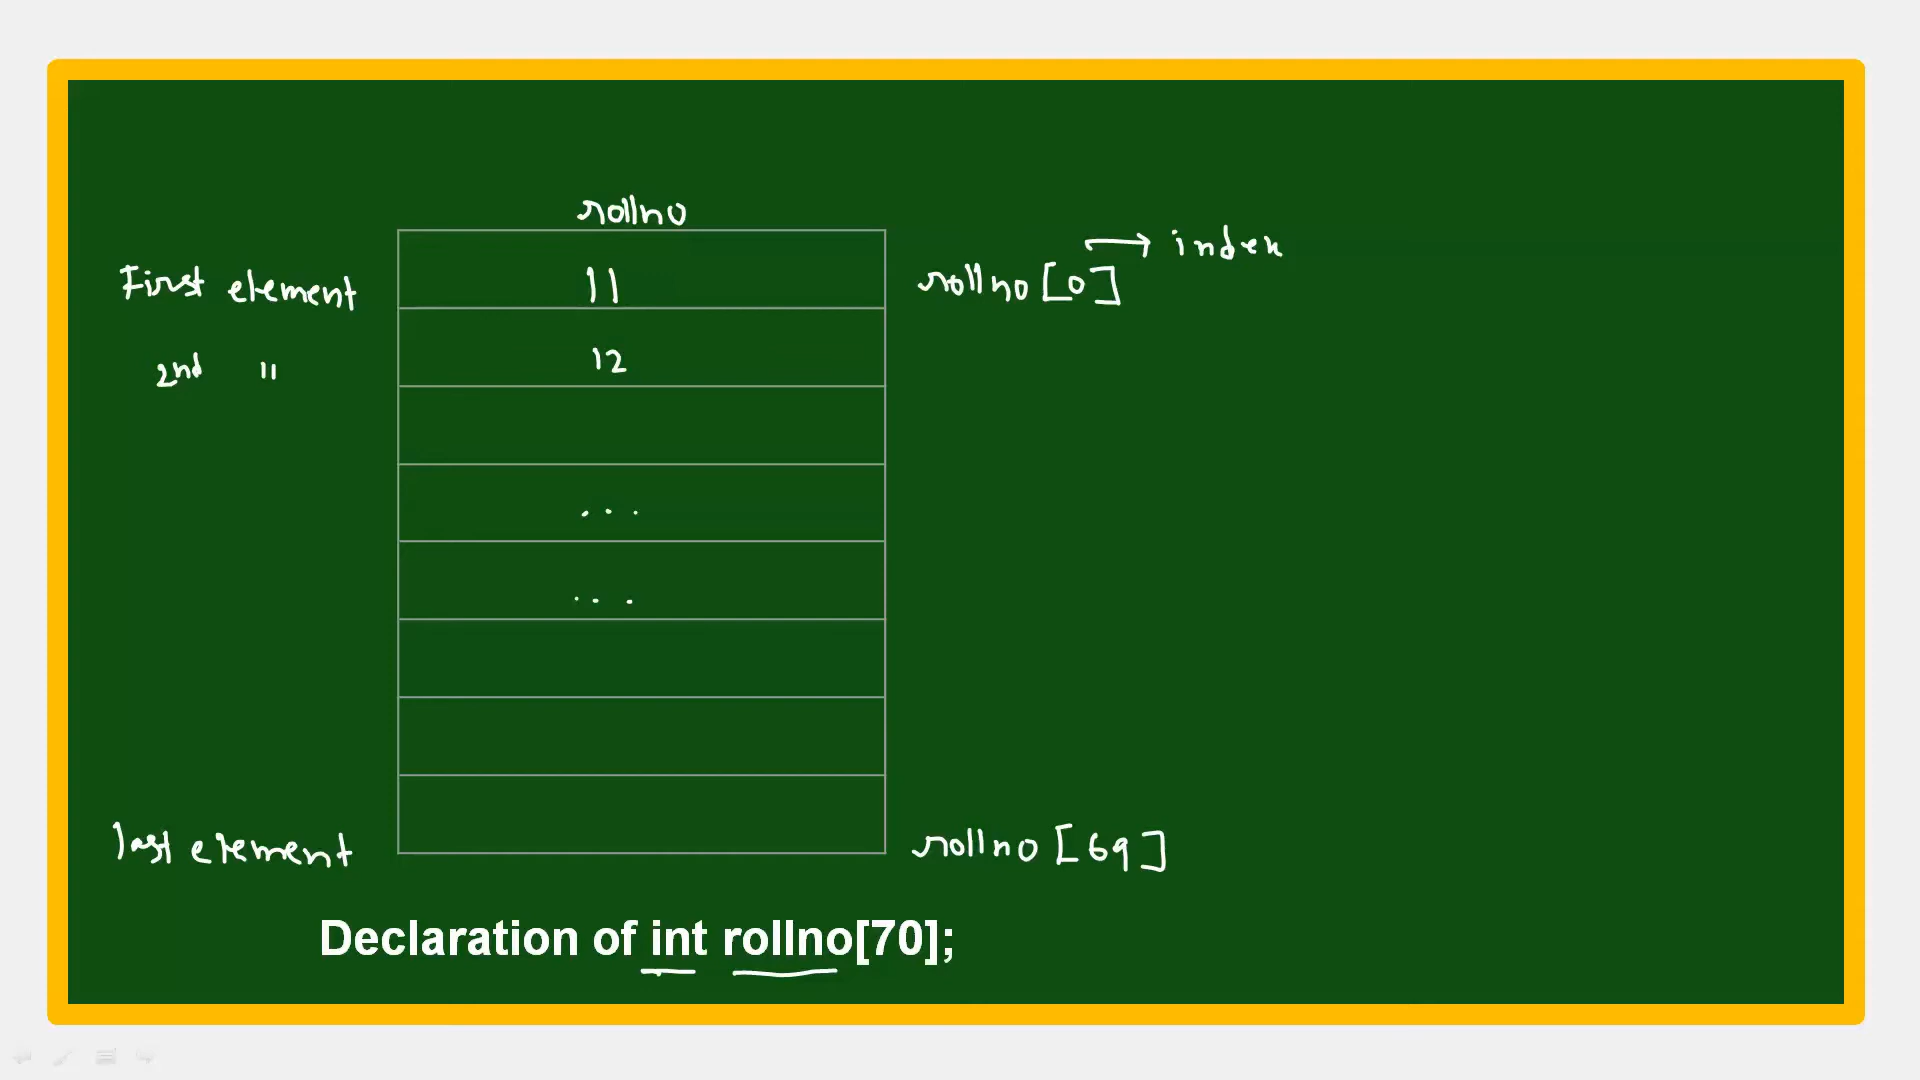 rollno
First element 11 rollno [0] → index
2nd " 12
. . .
. . .
last element rollno [69]
Declaration of int rollno[70];